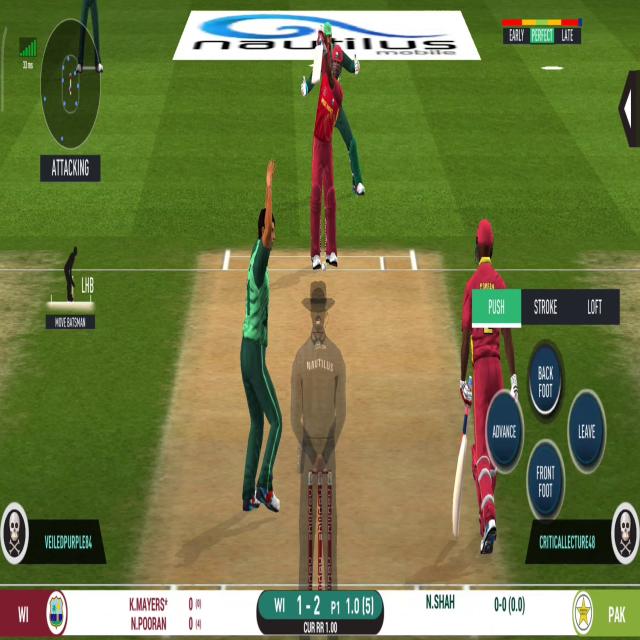 nautilus
mobile
EARLY PERFECT LATE
33 ms
ATTACKING
LHB
MOVE BATSMAN
NAUTILUS
PUSH STROKE LOFT
BACK
FOOT
ADVANCE
LEAVE
FRONT
FOOT
VEILEDPURPLE84
CRITICALLECTURE48
WI
K.MAYERS* 0 (0)
N.POORAN 0 (4)
WI 1-2 P1 1.0 (5)
CUR RR 1.00
N.SHAH 0-0 (0.0)
PAK